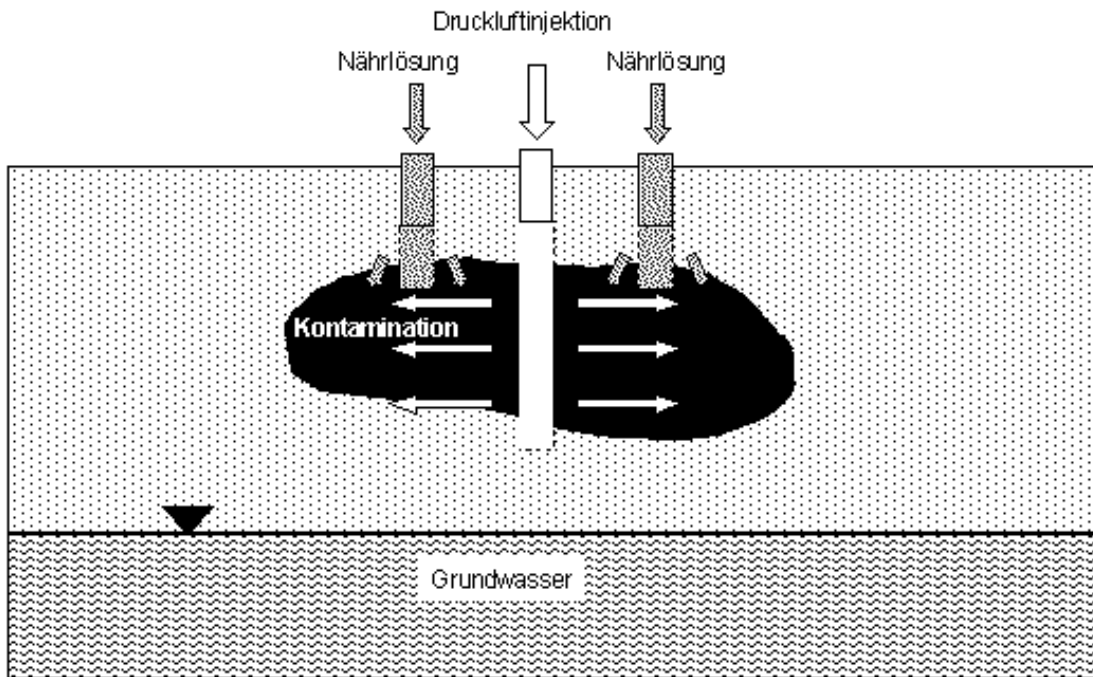 Druckluftinjektion
Nährlösung
Nährlösung
Kontamination
Grundwasser